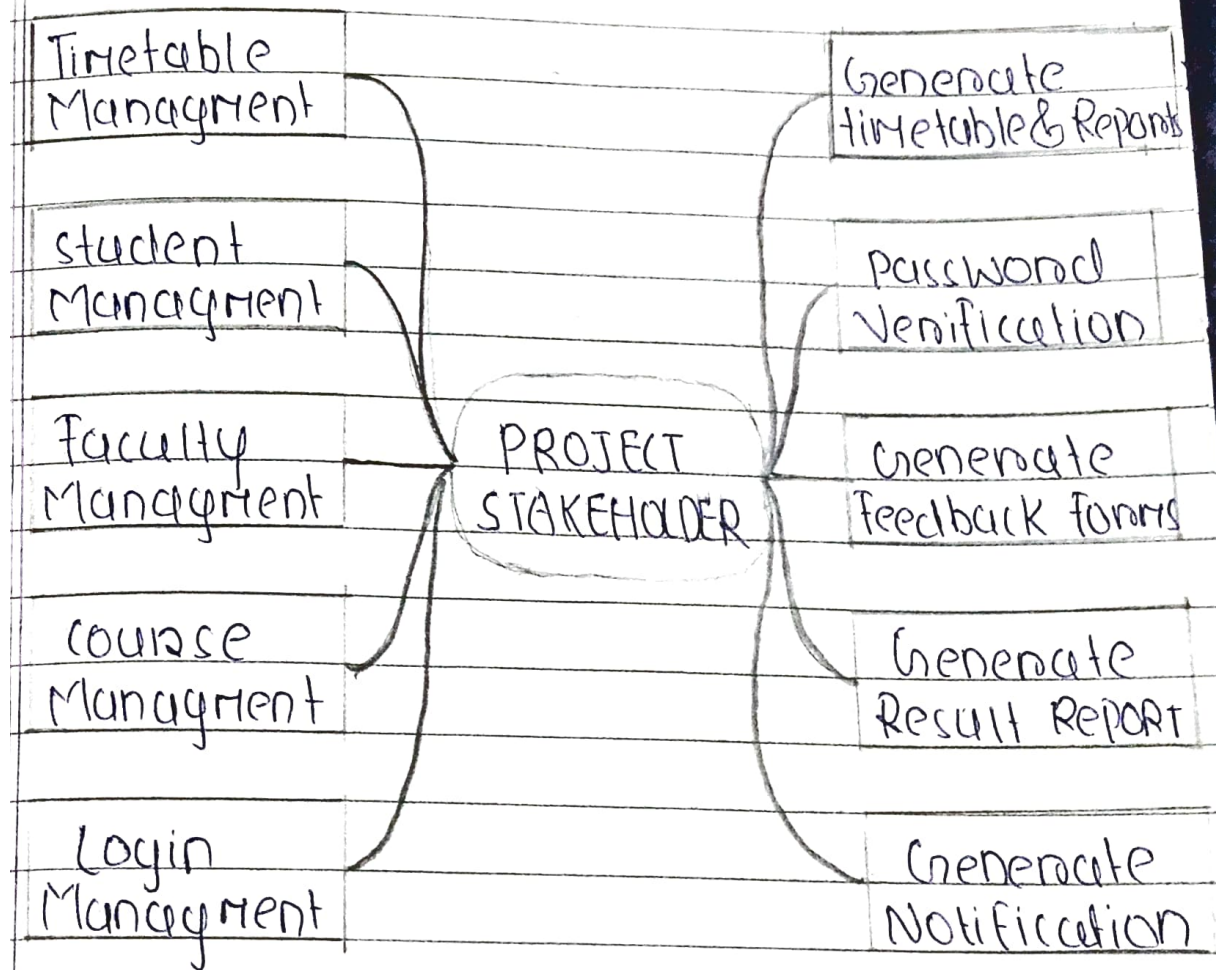 Timetable
Managment
Student
Managment
Faculty
Managment
Course
Managment
Login
Managment
PROJECT
STAKEHOLDER
Generate
timetable & Reports
Password
Verification
Generate
Feedback Forms
Generate
Result Report
Generate
Notification